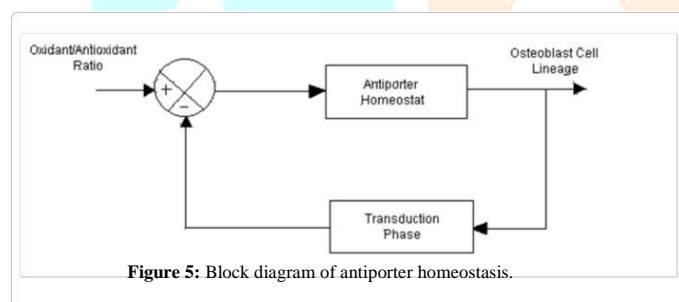 Oxidant/Antioxidant
Ratio
+
−
Antiporter
Homeostat
Osteoblast Cell
Lineage
Transduction
Phase
Figure 5: Block diagram of antiporter homeostasis.